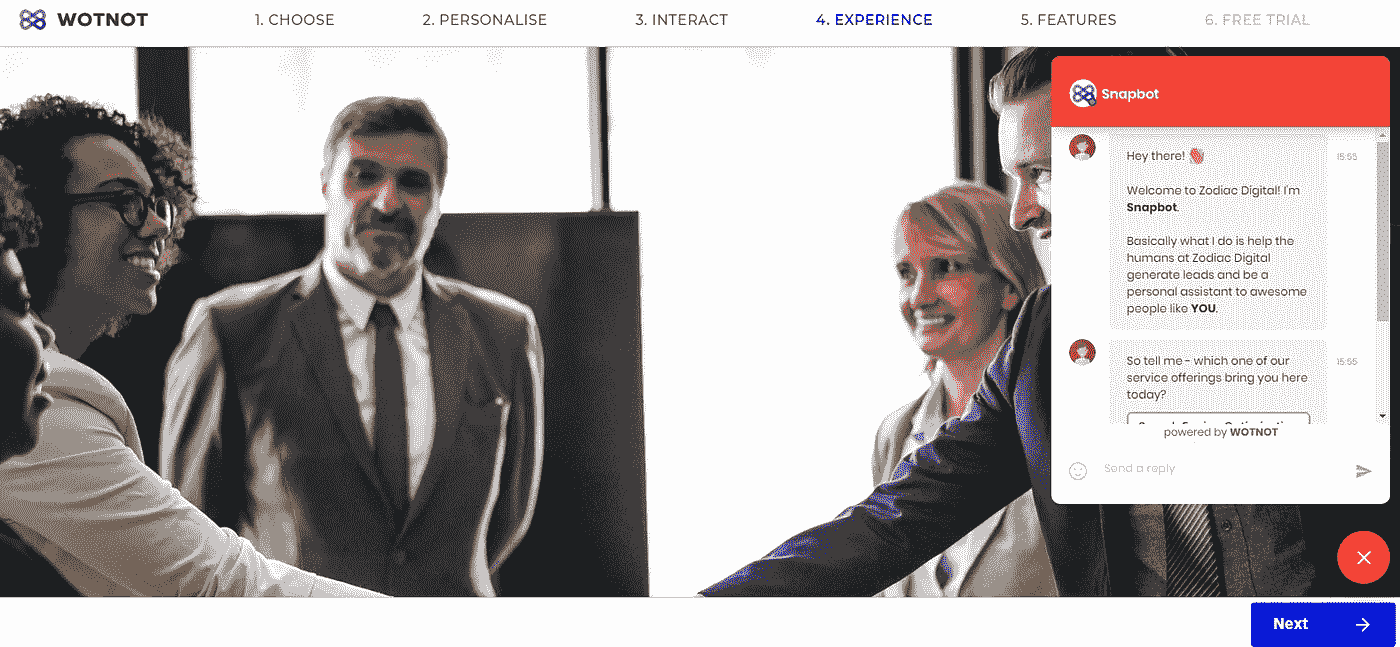 WOTNOT
1. CHOOSE
2. PERSONALISE
3. INTERACT
4. EXPERIENCE
5. FEATURES
6. FREE TRIAL
Snapbot
Hey there!
15:55
Welcome to Zodiac Digital! I'm
Snapbot.
Basically what I do is help the
humans at Zodiac Digital
generate leads and be a
personal assistant to awesome
people like YOU.
So tell me - which one of our
15:55
service offerings bring you here
today?
powered by WOTNOT
Send a reply
Next